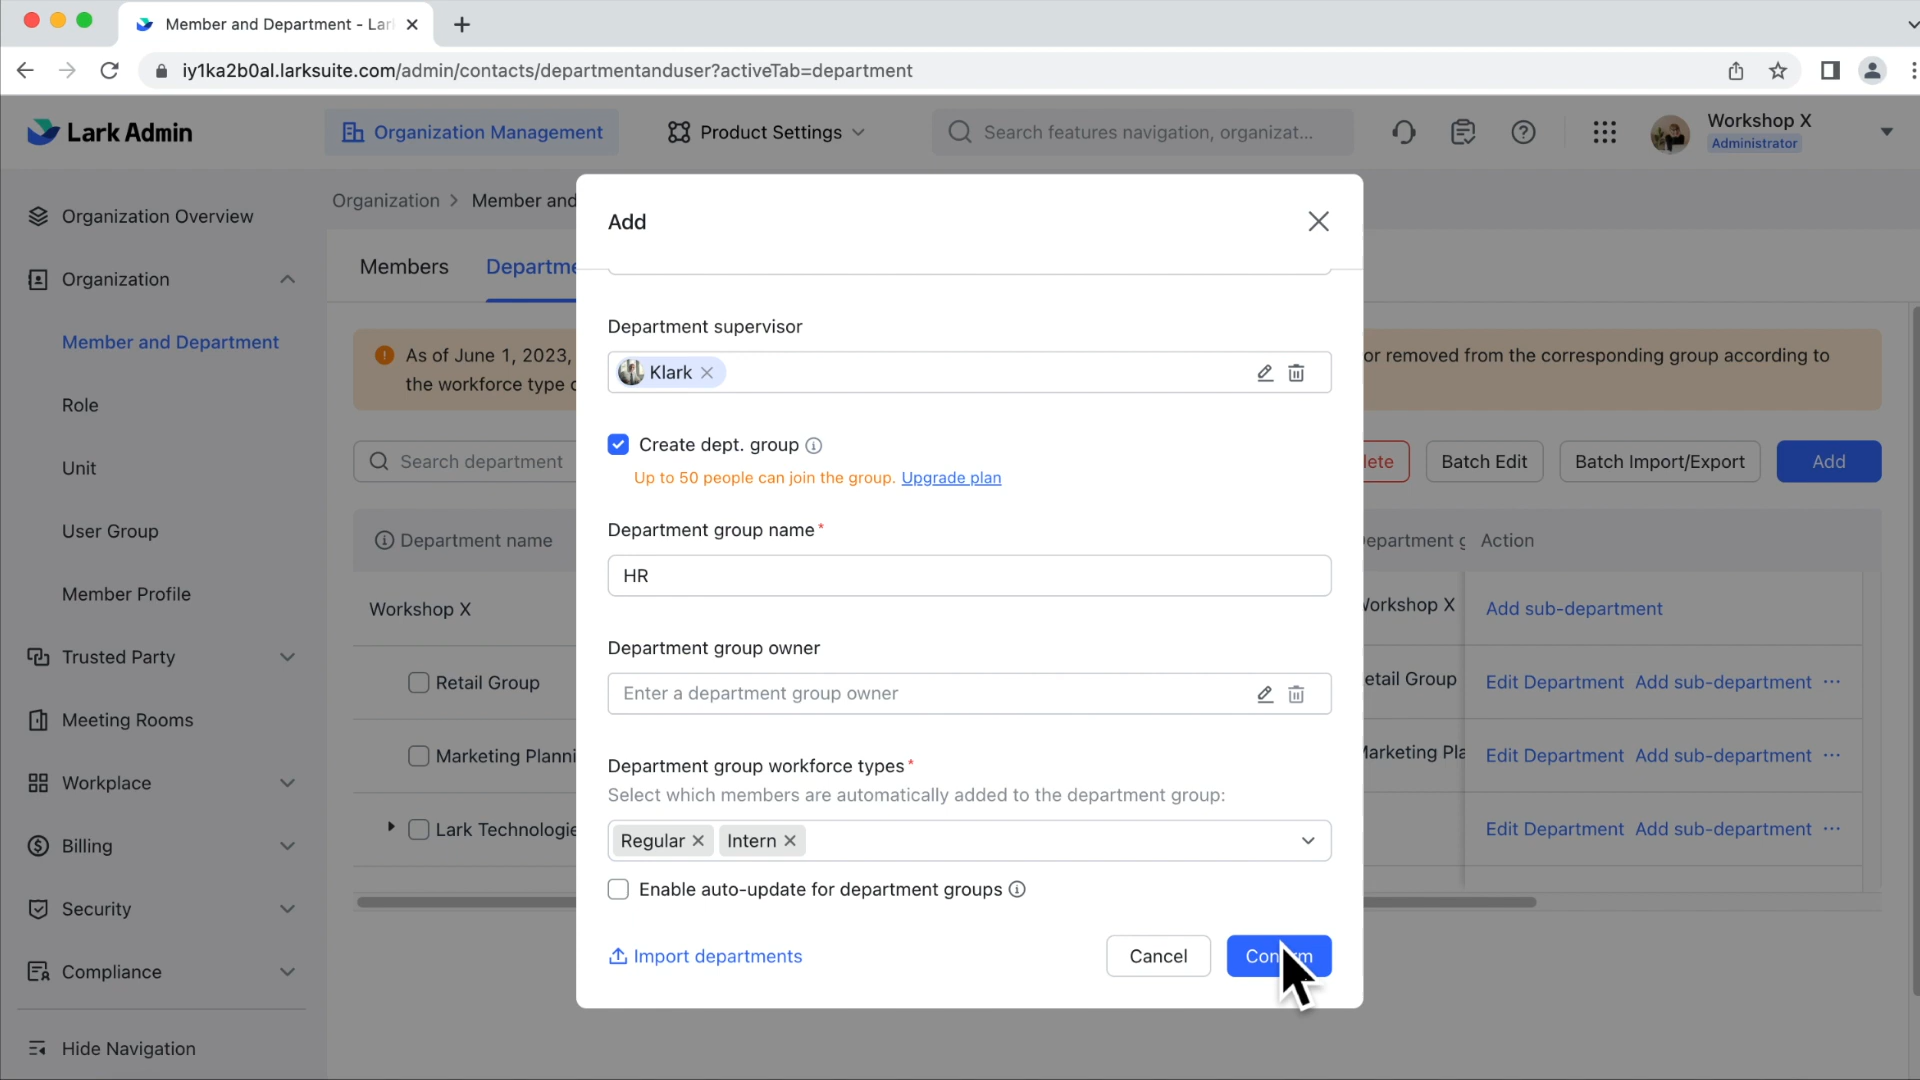 Member and Department - Lar
iy1ka2b0al.larksuite.com/admin/contacts/departmentanduser?activeTab=department
Lark Admin
Organization Management
Product Settings
Search features navigation, organizat...
Workshop X
Administrator
Organization Overview
Organization
Member and Department
Role
Unit
User Group
Member Profile
Trusted Party
Meeting Rooms
Workplace
Billing
Security
Compliance
Hide Navigation
Organization > Member and
Members
Departme
As of June 1, 2023,
or removed from the corresponding group according to
the workforce type
Search department
lete
Batch Edit
Batch Import/Export
Add
Department name
epartment g
Action
Workshop X
Workshop X
Add sub-department
Retail Group
etail Group
Edit Department Add sub-department ...
Marketing Planni
Marketing Pla
Edit Department Add sub-department ...
Lark Technologie
Edit Department Add sub-department ...
Add
Department supervisor
Klark
Create dept. group
Up to 50 people can join the group. Upgrade plan
Department group name*
HR
Department group owner
Enter a department group owner
Department group workforce types*
Select which members are automatically added to the department group:
Regular
Intern
Enable auto-update for department groups
Import departments
Cancel
Confirm